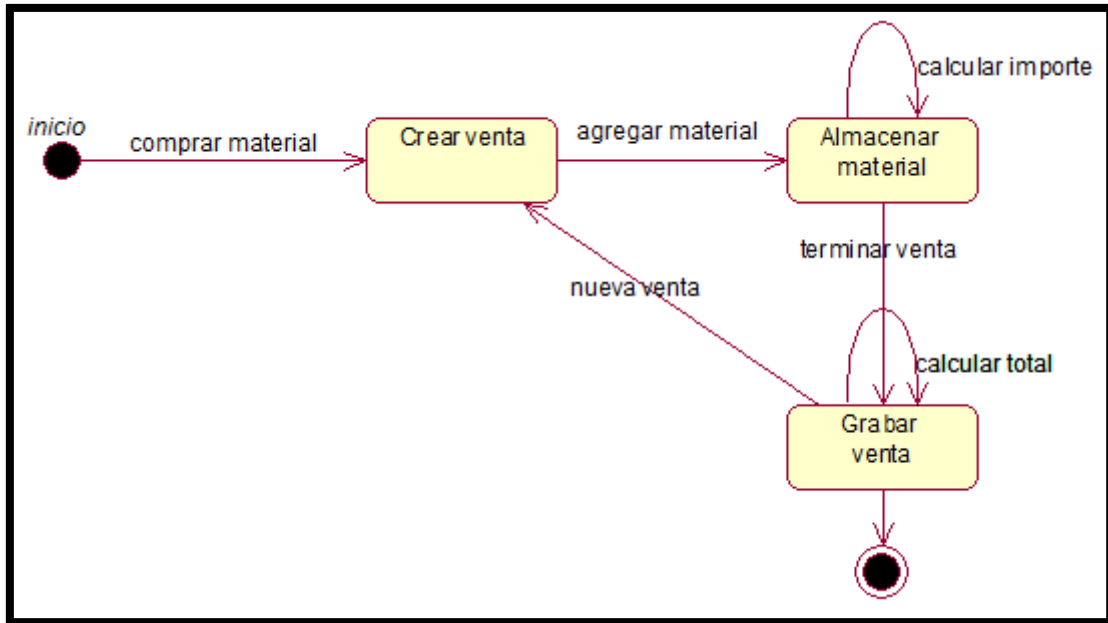 calcular importe
inicio
comprar material
Crear venta
agregar material
Almacenar
material
terminar venta
nueva venta
calcular total
Grabar
venta